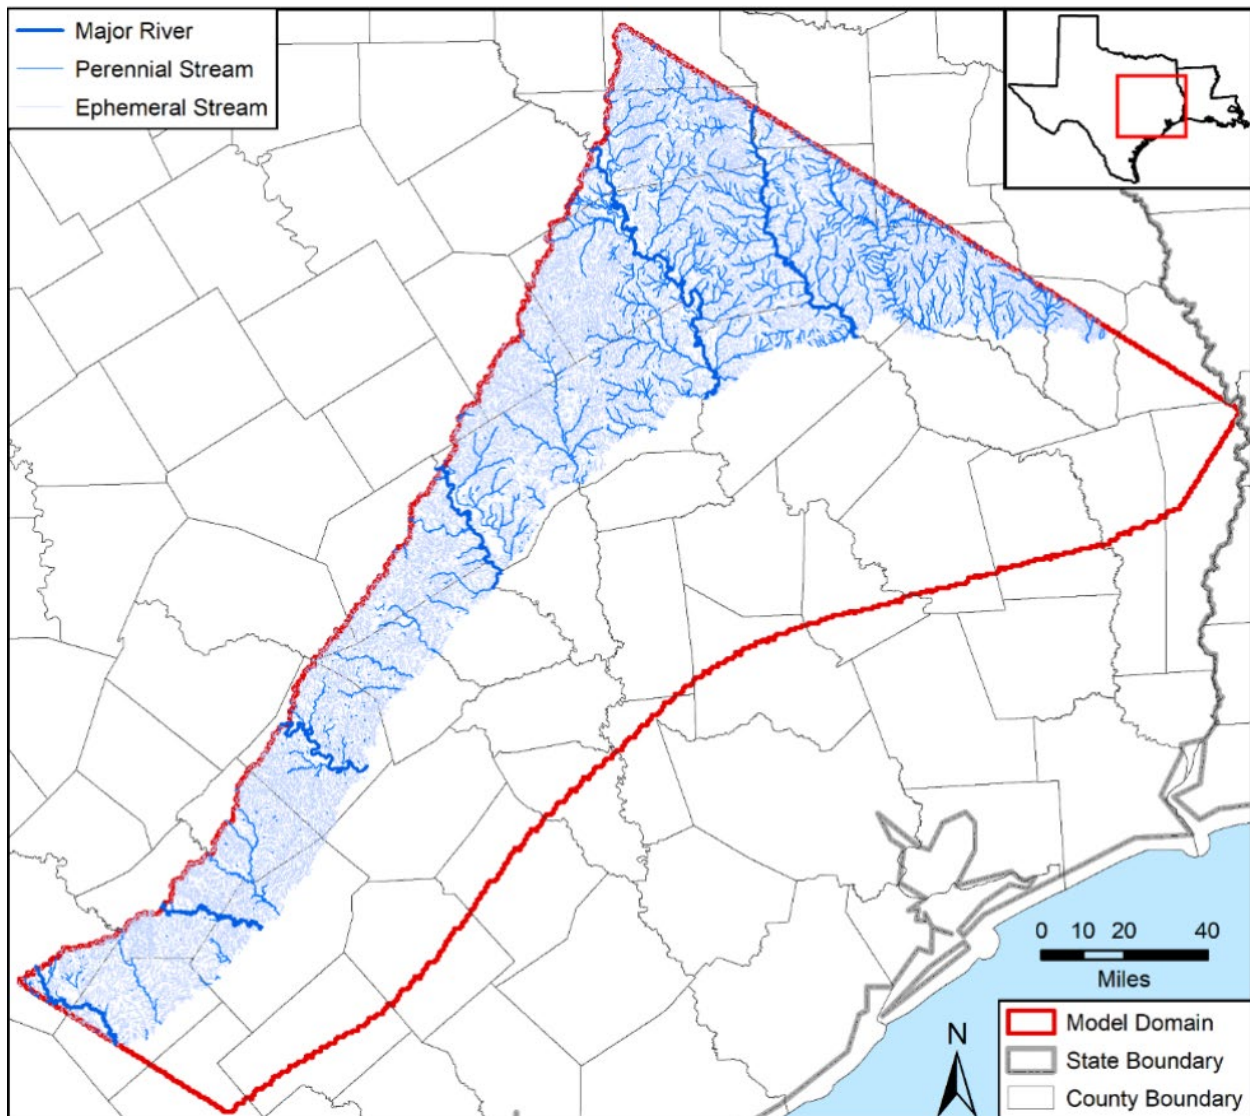 Major River
Perennial Stream
Ephemeral Stream
0 10 20 40
Miles
N
Model Domain
State Boundary
County Boundary